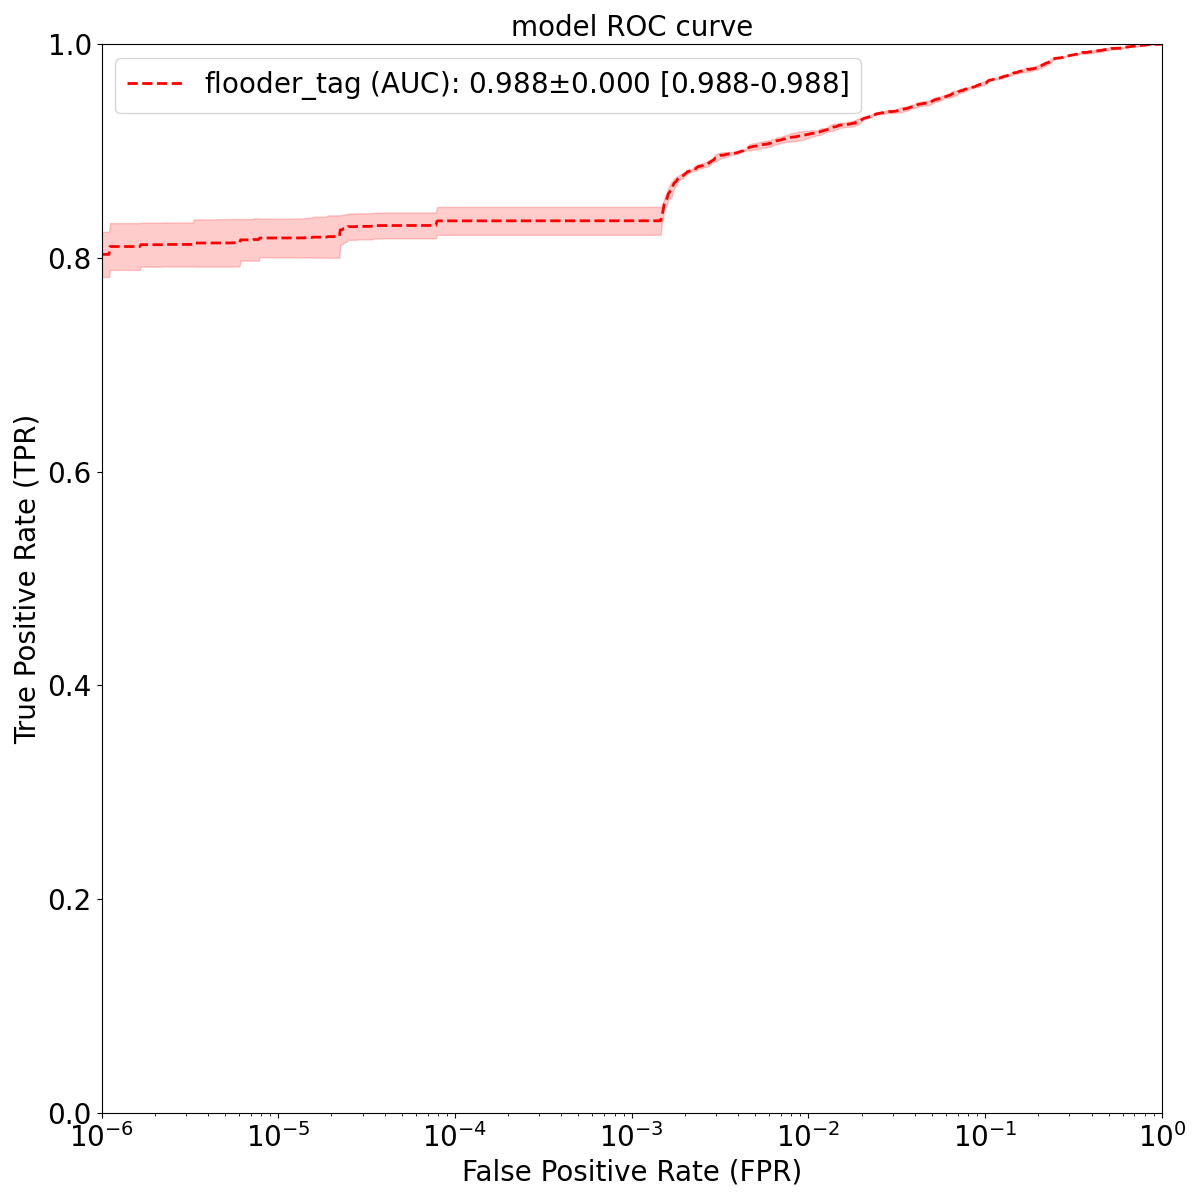 model ROC curve
flooder_tag (AUC): 0.988±0.000 [0.988-0.988]
True Positive Rate (TPR)
1.0
0.8
0.6
0.4
0.2
0.0
10⁻⁶ 10⁻⁵ 10⁻⁴ 10⁻³ 10⁻² 10⁻¹ 10⁰
False Positive Rate (FPR)